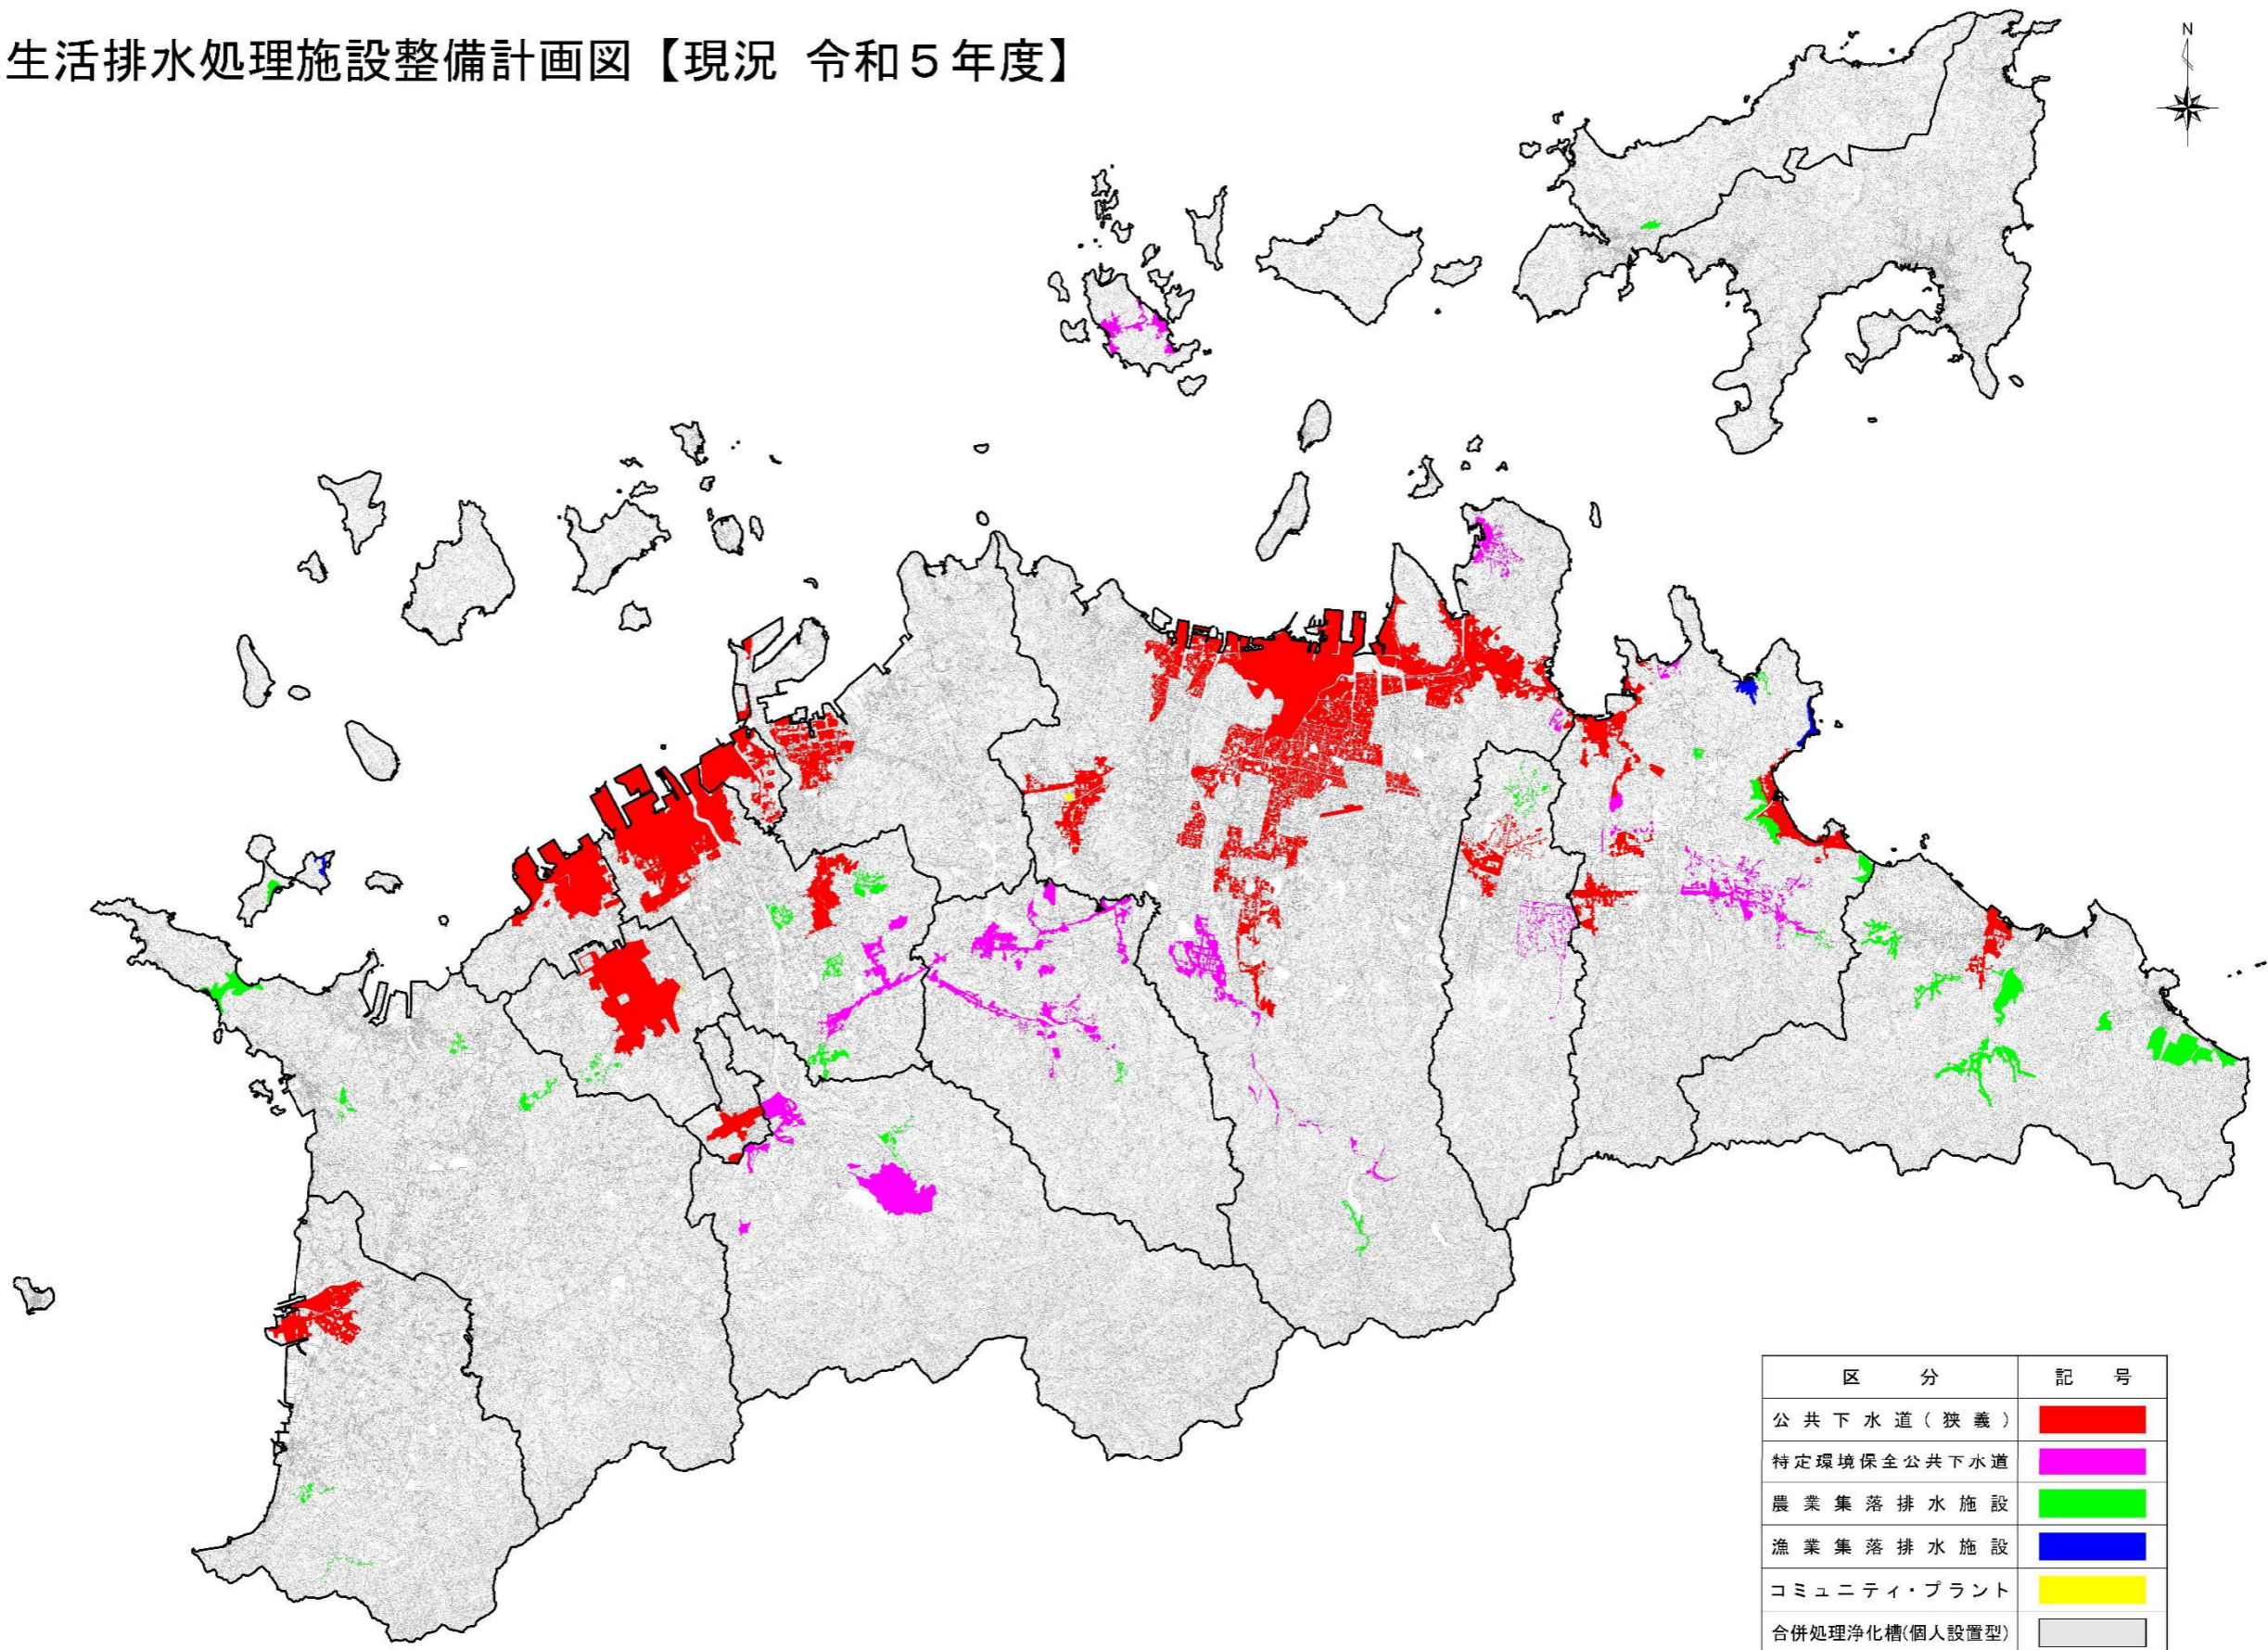 生活排水処理施設整備計画図【現況 令和５年度】
N
区分 記号
公共下水道（狭義）
特定環境保全公共下水道
農業集落排水施設
漁業集落排水施設
コミュニティ・プラント
合併処理浄化槽(個人設置型)